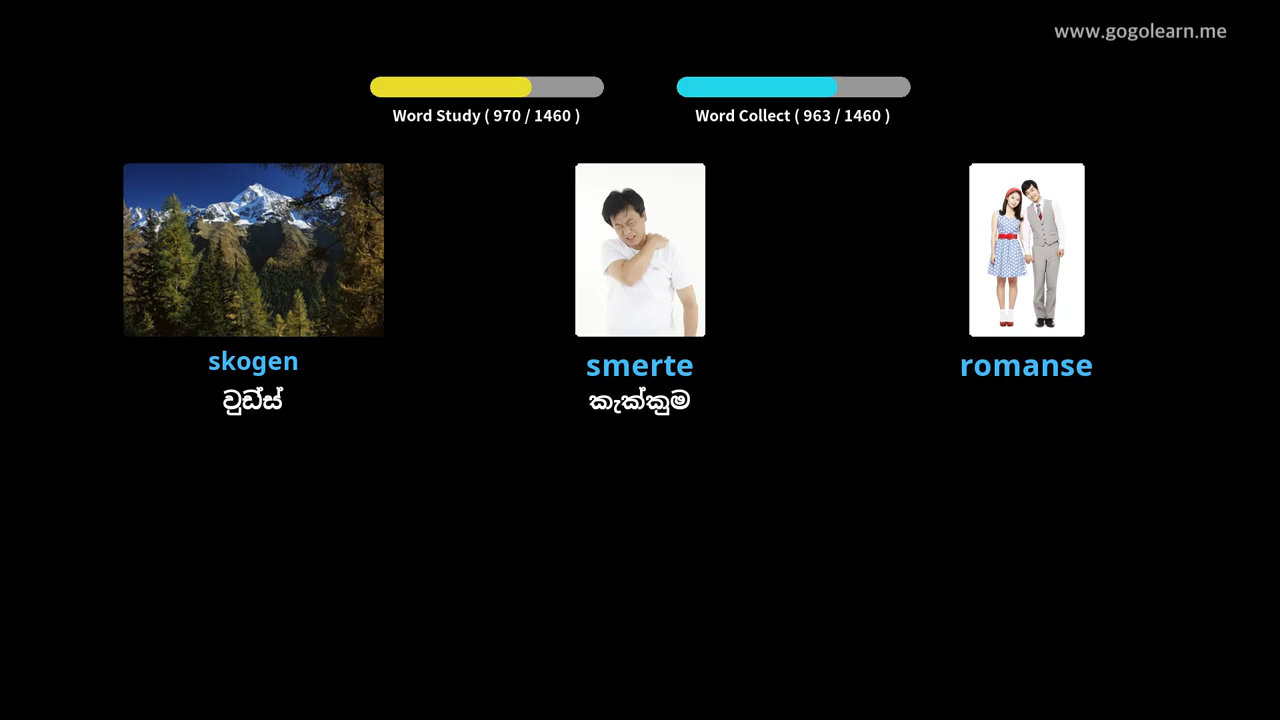 www.gogolearn.me
Word Study ( 970 / 1460 )
Word Collect ( 963 / 1460 )
skogen
වුඩ්ස්
smerte
කැක්කුම
romanse